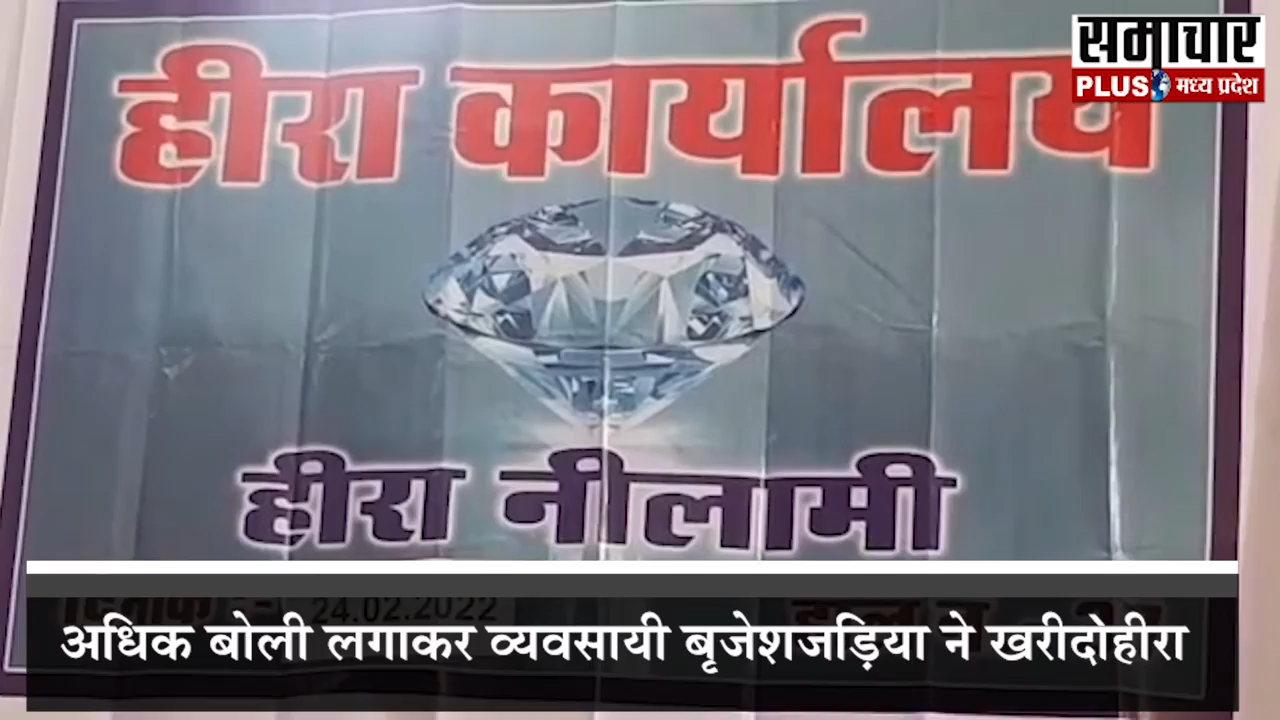 समाचार
PLUS मध्य प्रदेश
हीरा कार्यालय
हीरा नीलामी
24.02.2022
अधिक बोली लगाकर व्यवसायी बृजेशजड़िया ने खरीदोहीरा